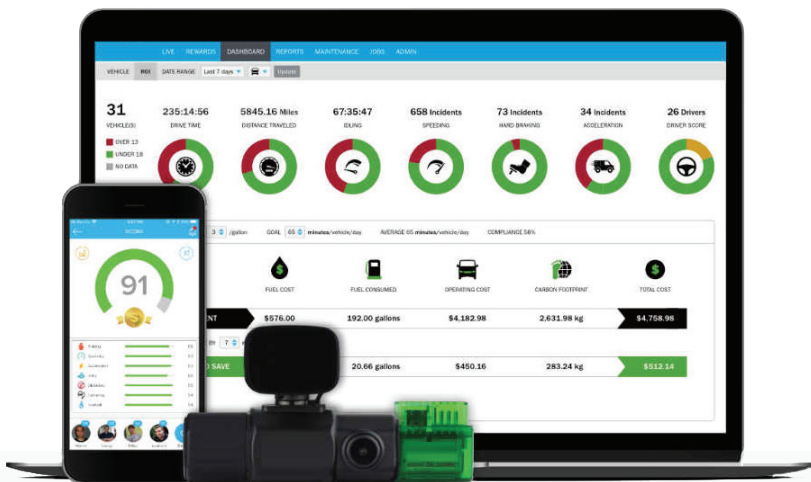 LIVE REWARDS DASHBOARD REPORTS MAINTENANCE JOBS ADMIN
VEHICLE ROI DATE RANGE Last 7 days Update
31 235:14:56 5845.16 Miles 67:35:47 658 Incidents 73 Incidents 34 Incidents 26 Drivers
VEHICLE(S) DRIVE TIME DISTANCE TRAVELED IDLING SPEEDING HARD BRAKING ACCELERATION DRIVER SCORE
OVER 13
UNDER 18
NO DATA
3 /gallon GOAL 65 minutes/vehicle/day AVERAGE 65 minutes/vehicle/day COMPLIANCE 58%
FUEL COST FUEL CONSUMED OPERATING COST CARBON FOOTPRINT TOTAL COST
$576.00 192.00 gallons $4,182.98 2,631.98 kg $4,758.98
7
SAVE 20.66 gallons $450.16 283.24 kg $512.14
91